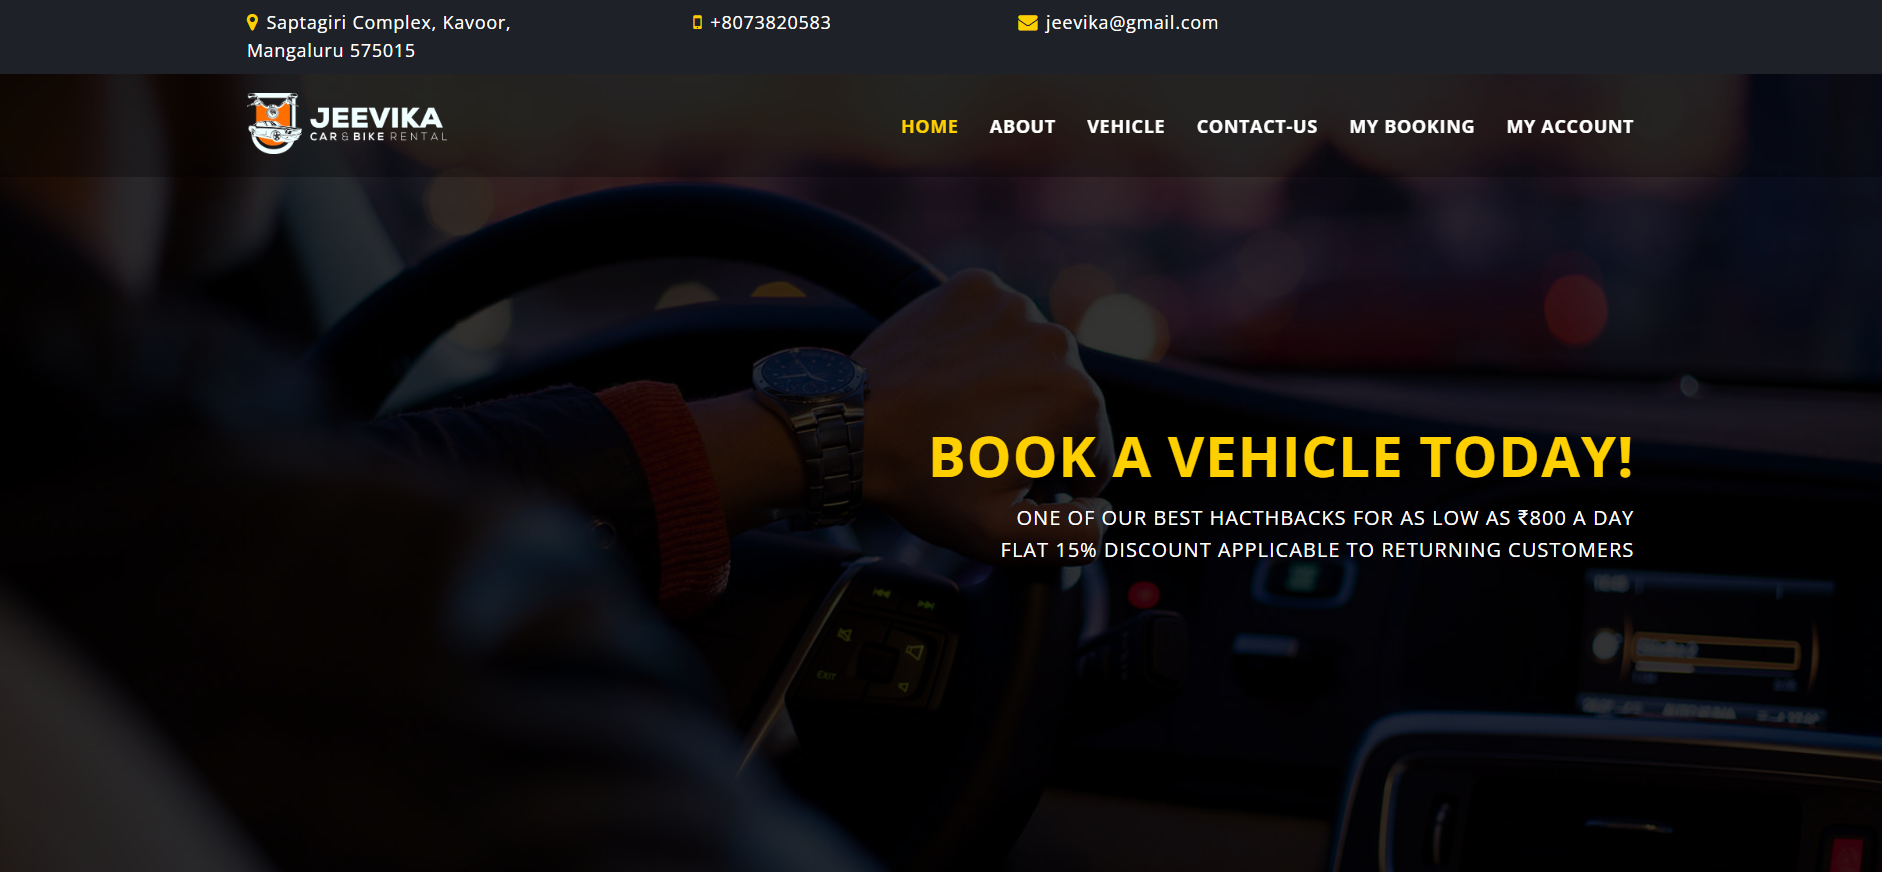 Saptagiri Complex, Kavoor,
Mangaluru 575015
+8073820583
jeevika@gmail.com
JEEVIKA
CAR & BIKE RENTAL
HOME ABOUT VEHICLE CONTACT-US MY BOOKING MY ACCOUNT
BOOK A VEHICLE TODAY!
ONE OF OUR BEST HACTHBACKS FOR AS LOW AS ₹800 A DAY
FLAT 15% DISCOUNT APPLICABLE TO RETURNING CUSTOMERS
EXIT